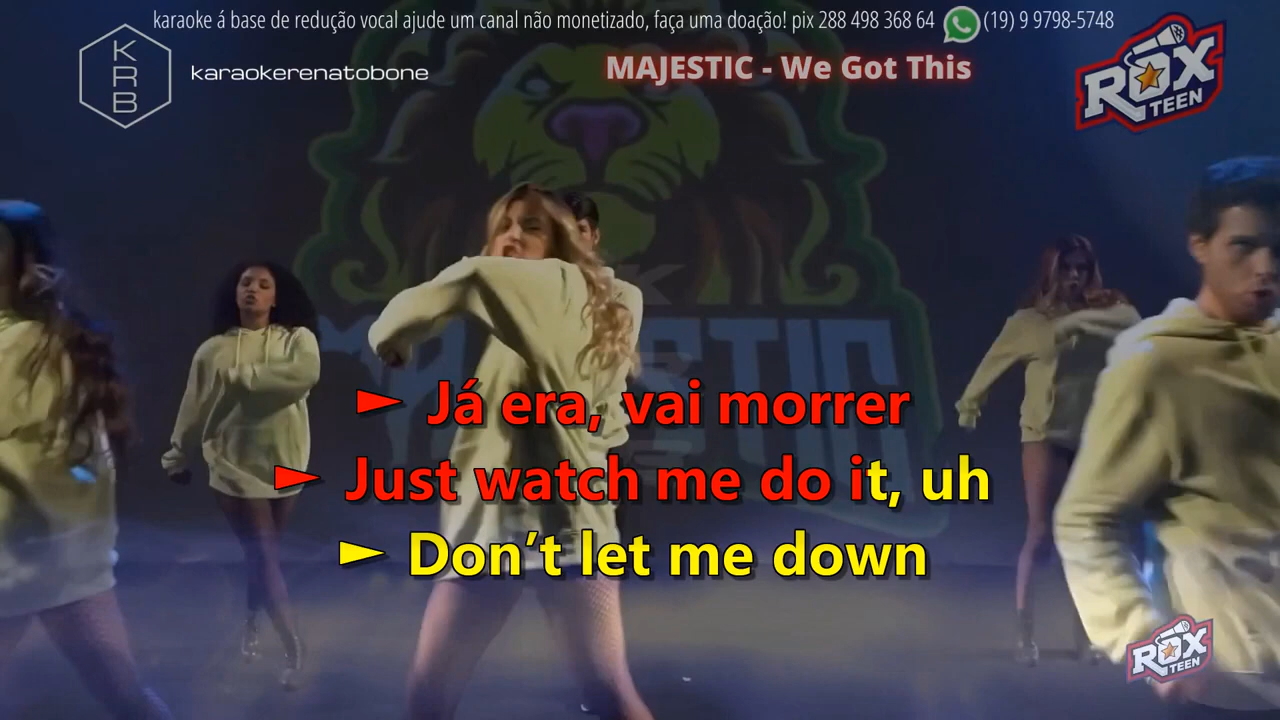 karaoke á base de redução vocal ajude um canal não monetizado, faça uma doação! pix 288 498 368 64 (19) 9 9798-5748
KRB
karaokerenatobone
MAJESTIC - We Got This
ROX
TEEN
MAJESTIC
► Já era, vai morrer
► Just watch me do it, uh
► Don’t let me down
ROX
TEEN